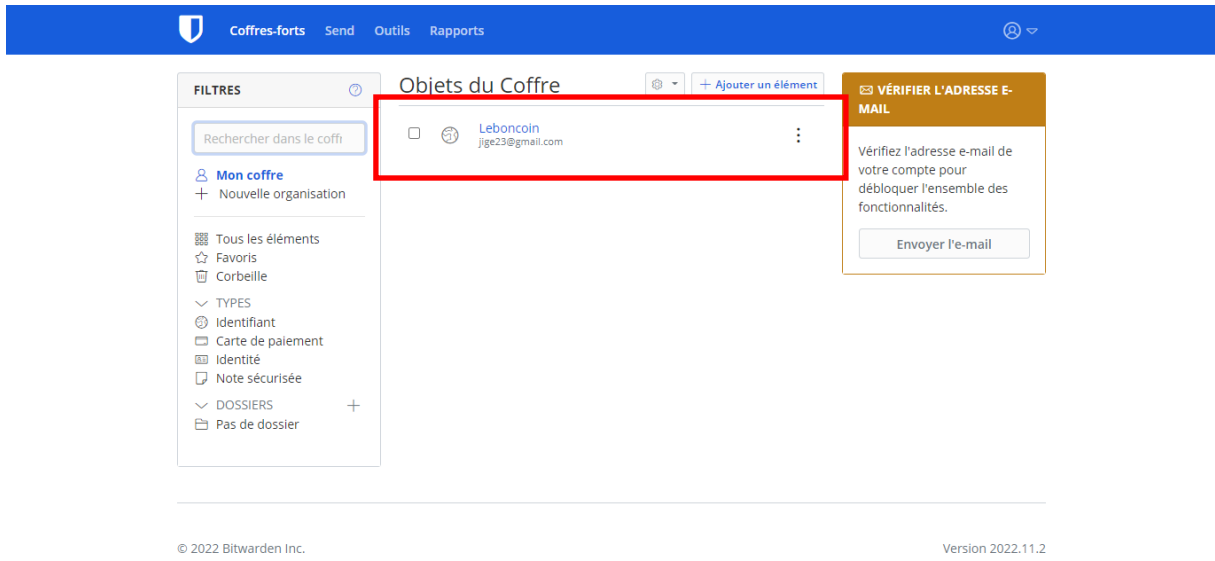 Coffres-forts Send Outils Rapports
FILTRES
Rechercher dans le coffr
Mon coffre
Nouvelle organisation
Tous les éléments
Favoris
Corbeille
TYPES
Identifiant
Carte de paiement
Identité
Note sécurisée
DOSSIERS
Pas de dossier
Objets du Coffre
Ajouter un élément
Leboncoin
jige23@gmail.com
VÉRIFIER L'ADRESSE E-
MAIL
Vérifiez l'adresse e-mail de
votre compte pour
débloquer l'ensemble des
fonctionnalités.
Envoyer l'e-mail
© 2022 Bitwarden Inc.
Version 2022.11.2